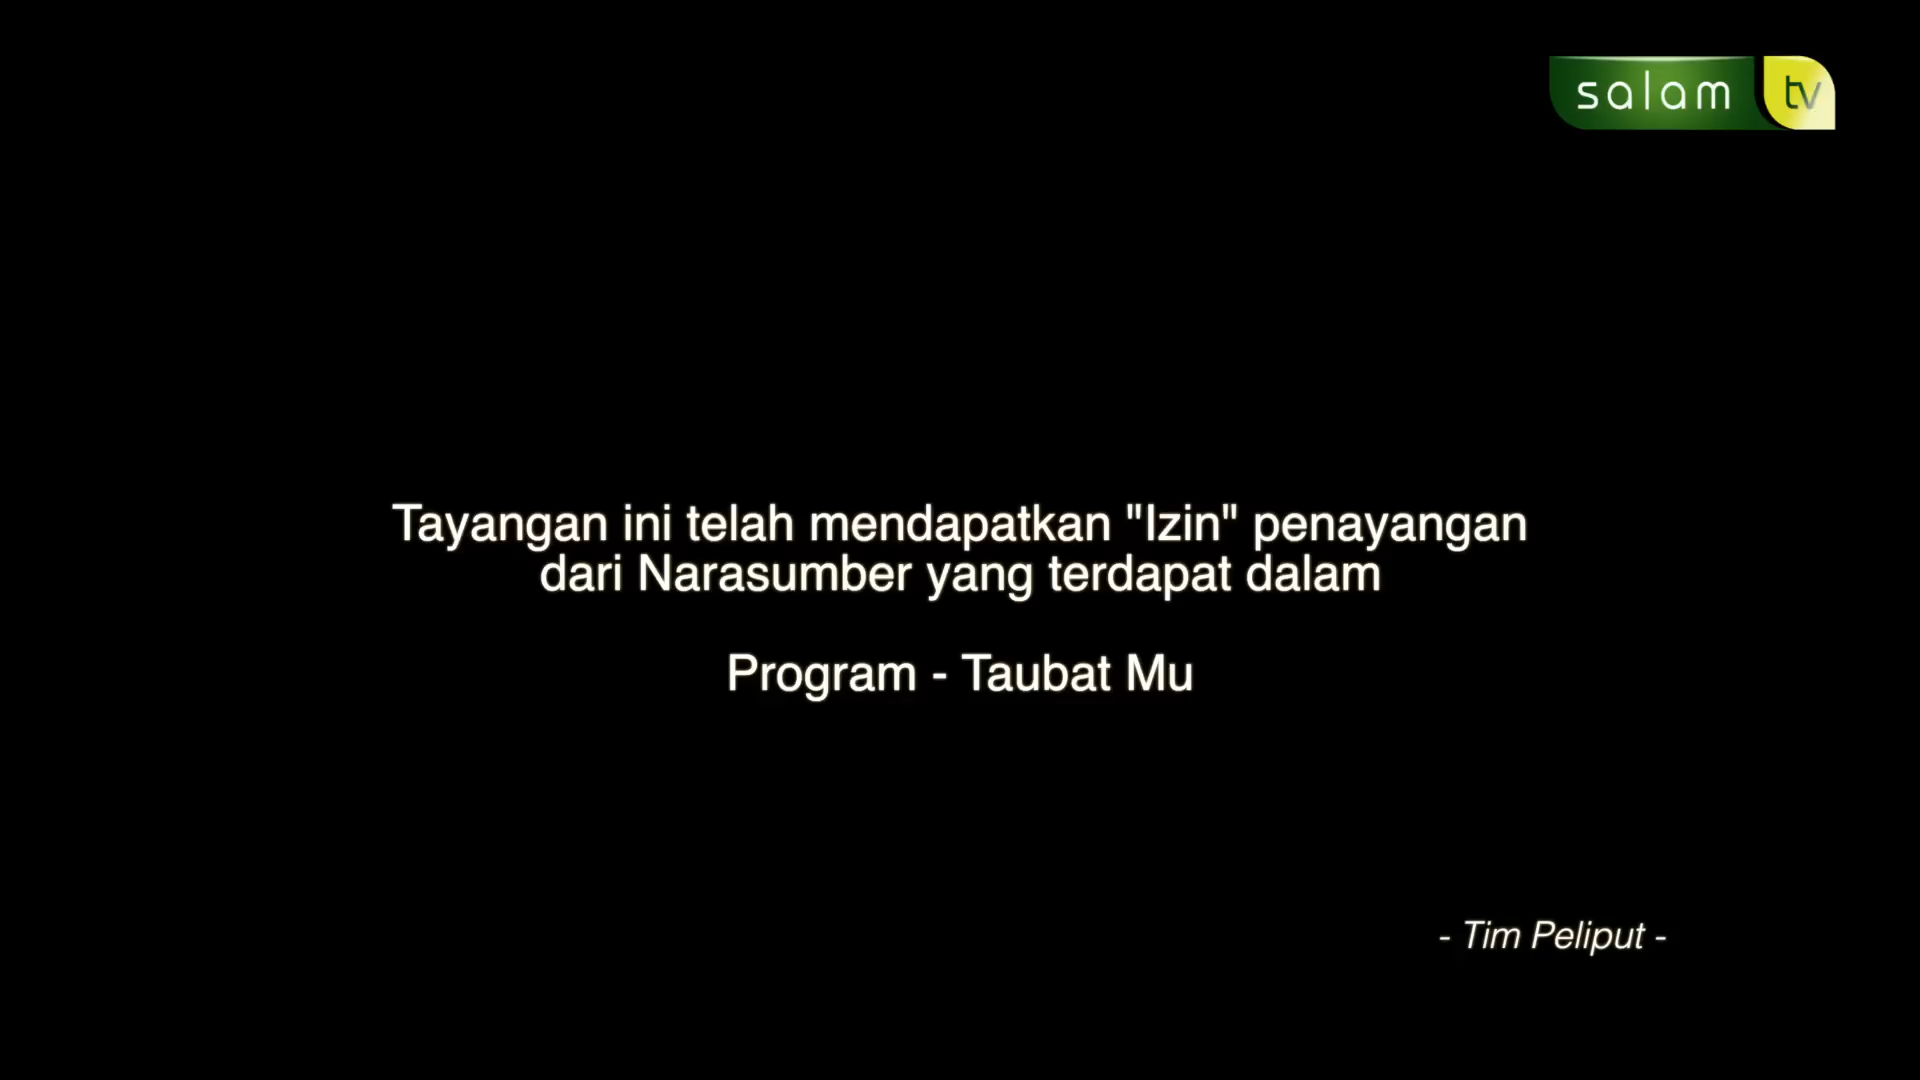 salam tv
Tayangan ini telah mendapatkan "Izin" penayangan
dari Narasumber yang terdapat dalam
Program - Taubat Mu
- Tim Peliput -